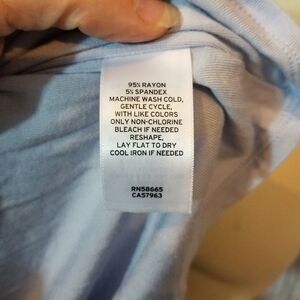 95% RAYON
5% SPANDEX
MACHINE WASH COLD,
GENTLE CYCLE,
WITH LIKE COLORS
ONLY NON-CHLORINE
BLEACH IF NEEDED
RESHAPE,
LAY FLAT TO DRY
COOL IRON IF NEEDED
RN58665
CA57963